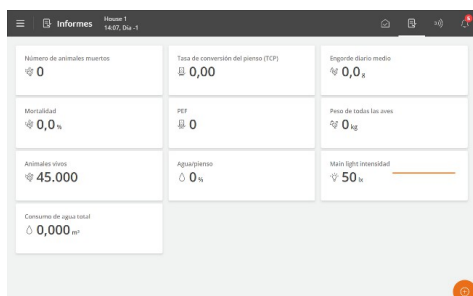 Informes
House 1
14:07, Día -1
6
Número de animales muertos
0
Tasa de conversión del pienso (TCP)
0,00
Engorde diario medio
0,0 g
Mortalidad
0,0 %
PEF
0
Peso de todas las aves
0 kg
Animales vivos
45.000
Agua/pienso
0 %
Main light intensidad
50 lx
Consumo de agua total
0,000 m³